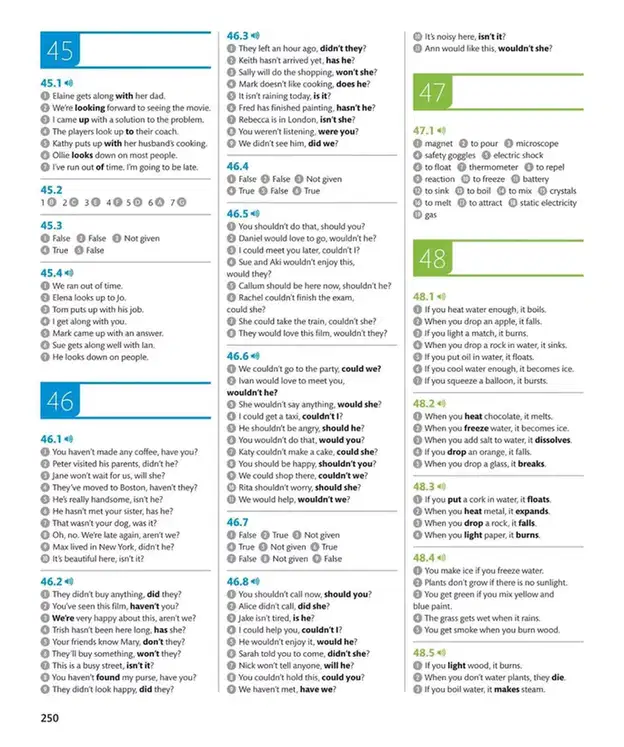 45
45.1
1 Elaine gets along with her dad.
2 We're looking forward to seeing the movie.
3 I came up with a solution to the problem.
4 The players look up to their coach.
5 Kathy puts up with her husband's cooking.
6 Ollie looks down on most people.
7 I've run out of time. I'm going to be late.
45.2
1 B 2 C 3 E 4 F 5 D 6 A 7 G
45.3
1 False 2 False 3 Not given
4 True 5 False
45.4
1 We ran out of time.
2 Elena looks up to Jo.
3 Tom puts up with his job.
4 I get along with you.
5 Mark came up with an answer.
6 Sue gets along well with Ian.
7 He looks down on people.
46
46.1
1 You haven't made any coffee, have you?
2 Peter visited his parents, didn't he?
3 Jane won't wait for us, will she?
4 They've moved to Boston, haven't they?
5 He's really handsome, isn't he?
6 He hasn't met your sister, has he?
7 That wasn't your dog, was it?
8 Oh, no. We're late again, aren't we?
9 Max lived in New York, didn't he?
10 It's beautiful here, isn't it?
46.2
1 They didn't buy anything, did they?
2 You've seen this film, haven't you?
3 We're very happy about this, aren't we?
4 Trish hasn't been here long, has she?
5 Your friends know Mary, don't they?
6 They'll buy something, won't they?
7 This is a busy street, isn't it?
8 You haven't found my purse, have you?
9 They didn't look happy, did they?
46.3
1 They left an hour ago, didn't they?
2 Keith hasn't arrived yet, has he?
3 Sally will do the shopping, won't she?
4 Mark doesn't like cooking, does he?
5 It isn't raining today, is it?
6 Fred has finished painting, hasn't he?
7 Rebecca is in London, isn't she?
8 You weren't listening, were you?
9 We didn't see him, did we?
46.4
1 False 2 False 3 Not given
4 True 5 False 6 True
46.5
1 You shouldn't do that, should you?
2 Daniel would love to go, wouldn't he?
3 I could meet you later, couldn't I?
4 Sue and Aki wouldn't enjoy this,
would they?
5 Callum should be here now, shouldn't he?
6 Rachel couldn't finish the exam,
could she?
7 She could take the train, couldn't she?
8 They would love this film, wouldn't they?
46.6
1 We couldn't go to the party, could we?
2 Ivan would love to meet you,
wouldn't he?
3 She wouldn't say anything, would she?
4 I could get a taxi, couldn't I?
5 He shouldn't be angry, should he?
6 You wouldn't do that, would you?
7 Katy couldn't make a cake, could she?
8 You should be happy, shouldn't you?
9 We could shop there, couldn't we?
10 Rita shouldn't worry, should she?
11 We would help, wouldn't we?
46.7
1 False 2 True 3 Not given
4 True 5 Not given 6 True
7 False 8 Not given 9 False
46.8
1 You shouldn't call now, should you?
2 Alice didn't call, did she?
3 Jake isn't tired, is he?
4 I could help you, couldn't I?
5 He wouldn't enjoy it, would he?
6 Sarah told you to come, didn't she?
7 Nick won't tell anyone, will he?
8 You couldn't hold this, could you?
9 We haven't met, have we?
10 It's noisy here, isn't it?
11 Ann would like this, wouldn't she?
47
47.1
1 magnet 2 to pour 3 microscope
4 safety goggles 5 electric shock
6 to float 7 thermometer 8 to repel
9 reaction 10 to freeze 11 battery
12 to sink 13 to boil 14 to mix 15 crystals
16 to melt 17 to attract 18 static electricity
19 gas
48
48.1
1 If you heat water enough, it boils.
2 When you drop an apple, it falls.
3 If you light a match, it burns.
4 When you drop a rock in water, it sinks.
5 If you put oil in water, it floats.
6 If you cool water enough, it becomes ice.
7 If you squeeze a balloon, it bursts.
48.2
1 When you heat chocolate, it melts.
2 When you freeze water, it becomes ice.
3 When you add salt to water, it dissolves.
4 If you drop an orange, it falls.
5 When you drop a glass, it breaks.
48.3
1 If you put a cork in water, it floats.
2 When you heat metal, it expands.
3 When you drop a rock, it falls.
4 When you light paper, it burns.
48.4
1 You make ice if you freeze water.
2 Plants don't grow if there is no sunlight.
3 You get green if you mix yellow and
blue paint.
4 The grass gets wet when it rains.
5 You get smoke when you burn wood.
48.5
1 If you light wood, it burns.
2 When you don't water plants, they die.
3 If you boil water, it makes steam.
250